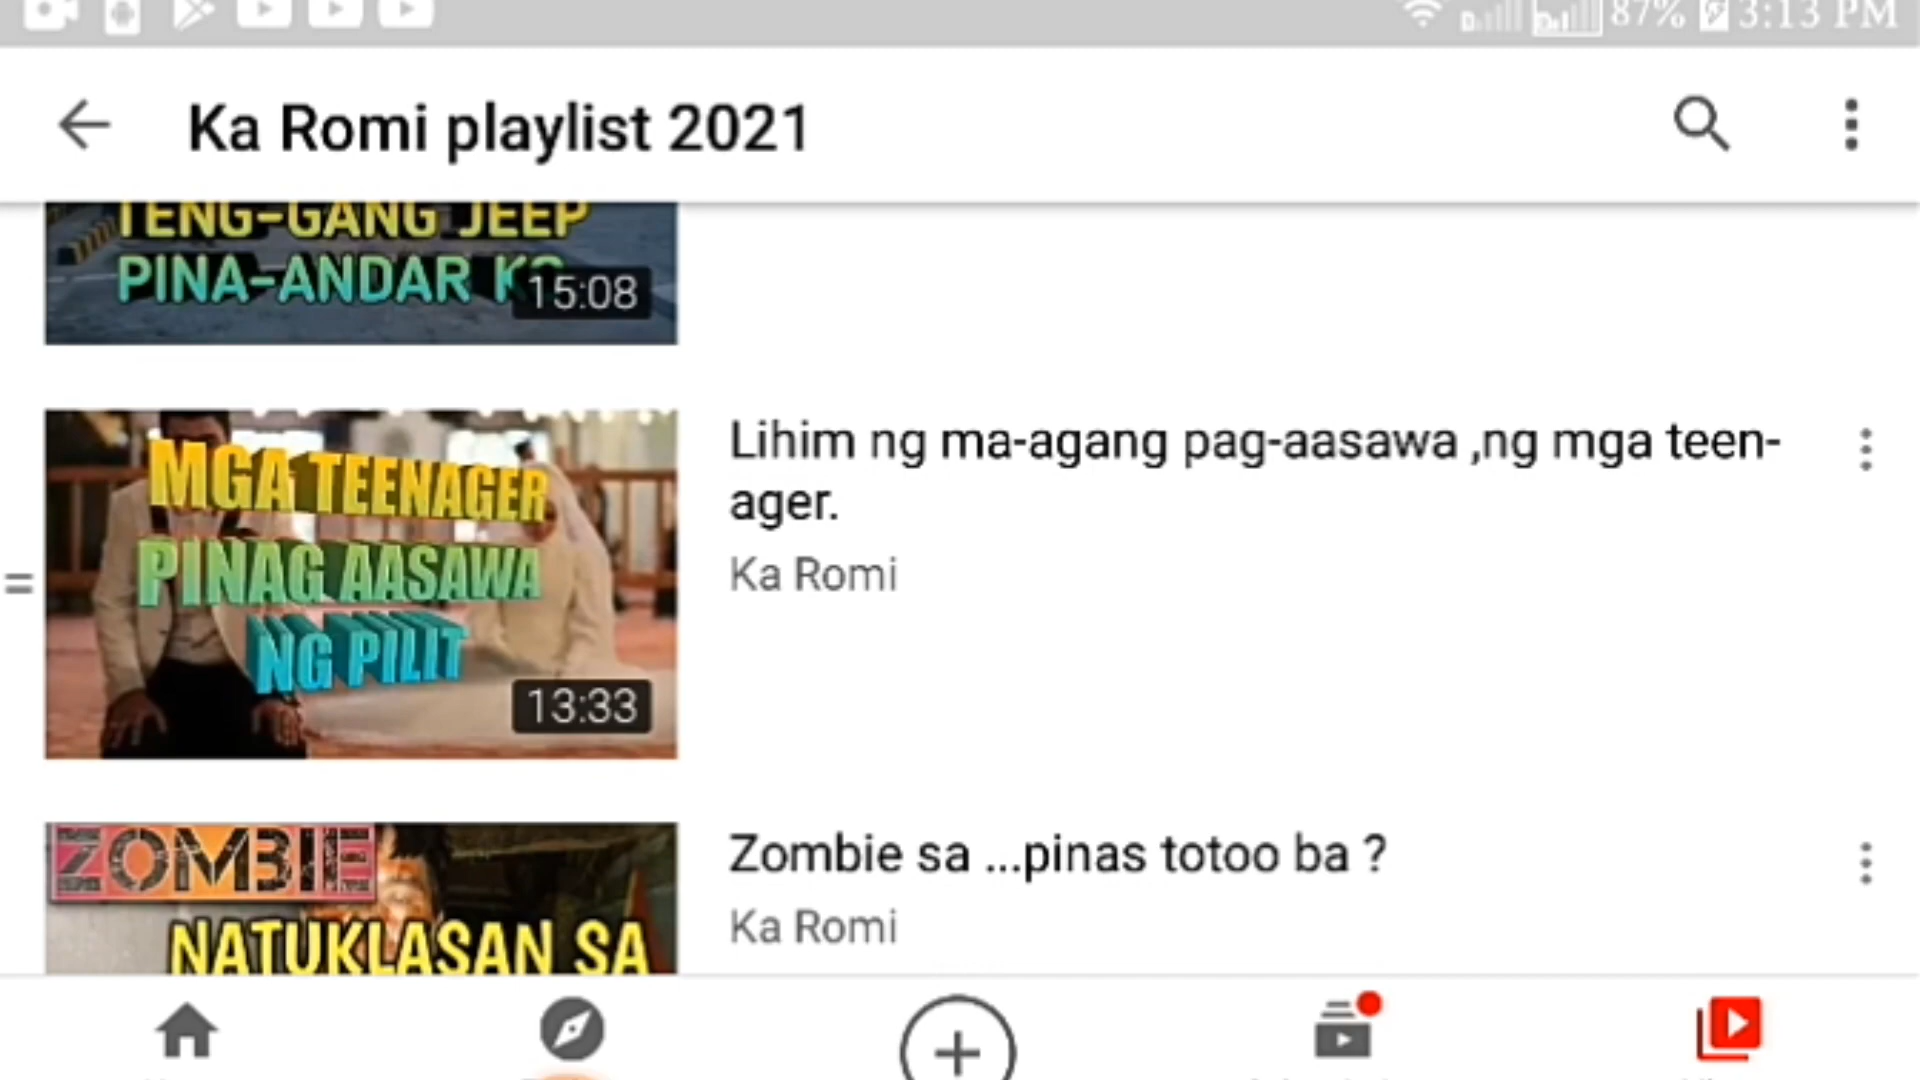 87% 3:13 PM
Ka Romi playlist 2021
TENG-GANG JEEP
PINA-ANDAR KO
15:08
MGA TEENAGER
PINAG AASAWA
NG PILIT
13:33
Lihim ng ma-agang pag-aasawa ,ng mga teen-
ager.
Ka Romi
ZOMBIE
NATUKLASAN SA
Zombie sa ...pinas totoo ba ?
Ka Romi